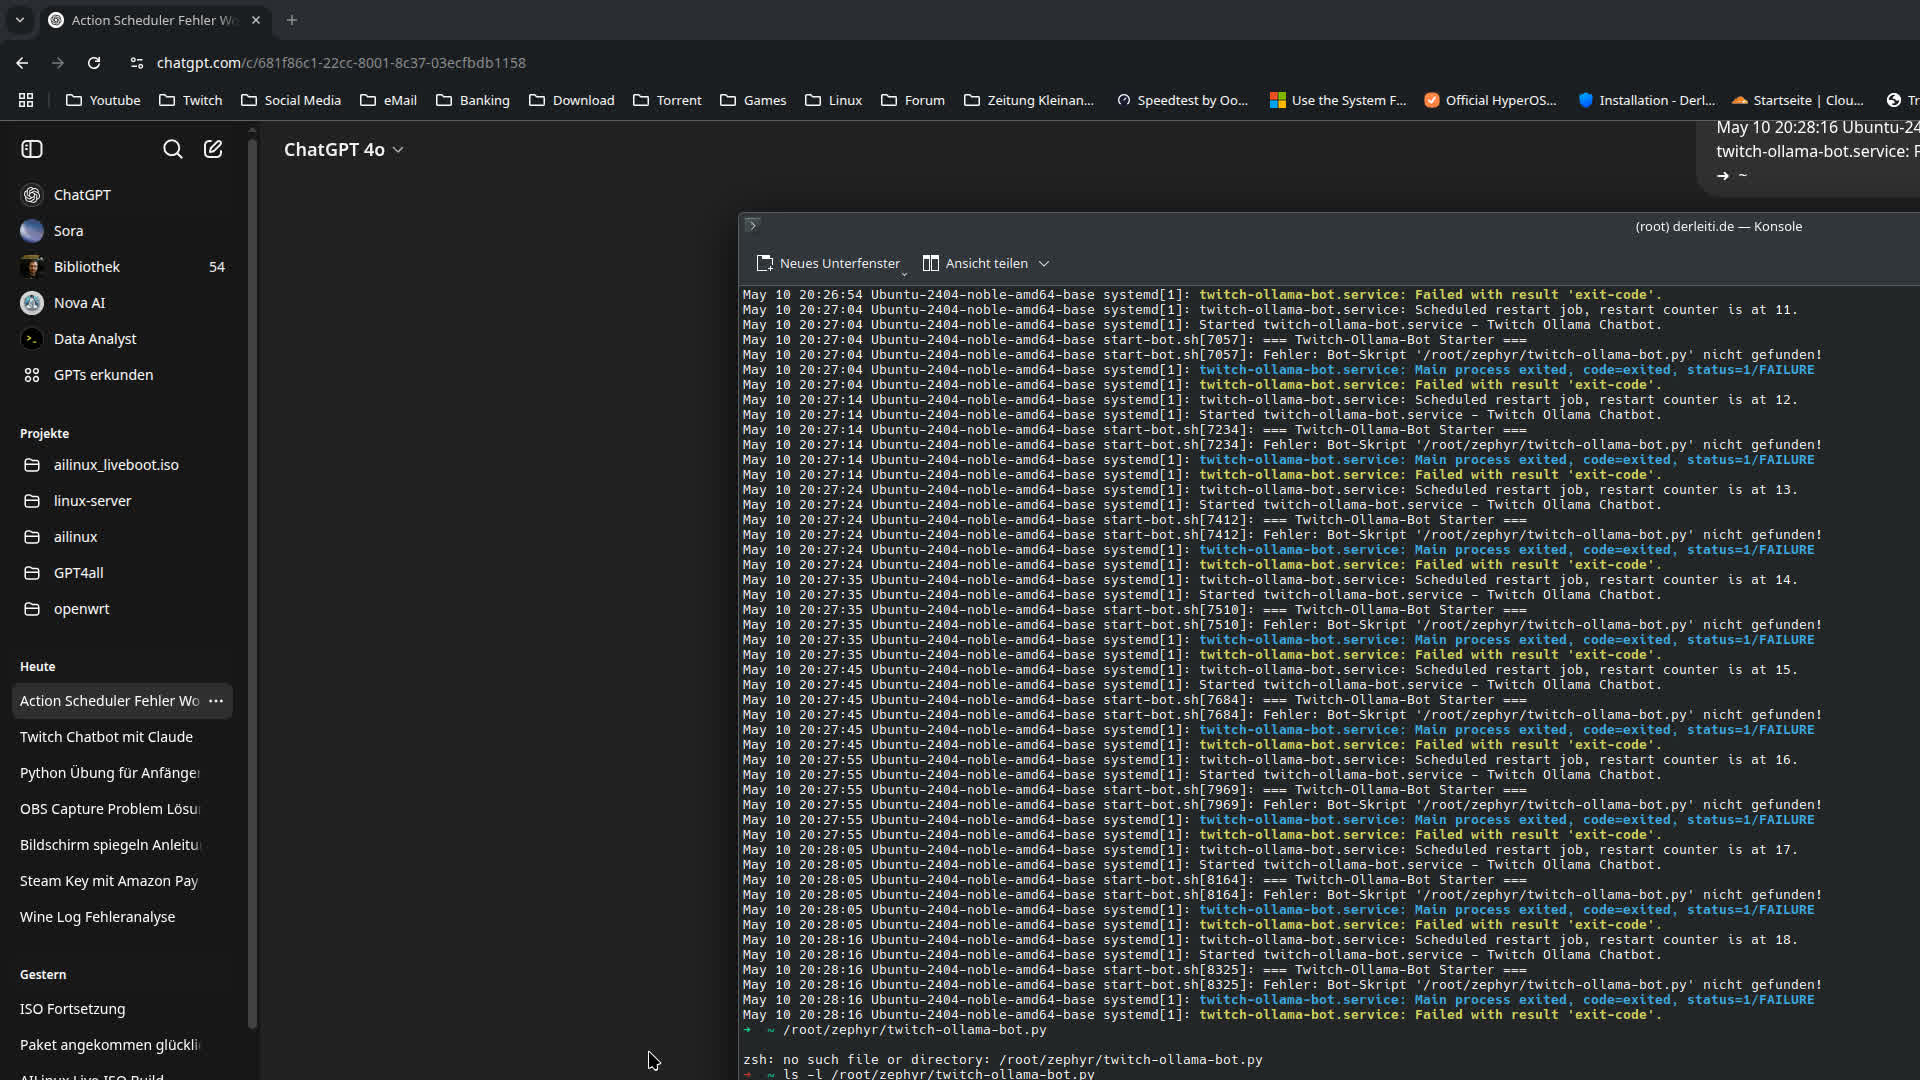 Action Scheduler Fehler Wo
chatgpt.com/c/681f86c1-22cc-8001-8c37-03ecfbdb1158
Youtube Twitch Social Media eMail Banking Download Torrent Games Linux Forum Zeitung Kleinan... Speedtest by Oo... Use the System F... Official HyperOS... Installation - Derl... Startseite | Clou... Tr
ChatGPT
Sora
Bibliothek 54
Nova AI
Data Analyst
GPTs erkunden
Projekte
ailinux_liveboot.iso
linux-server
ailinux
GPT4all
openwrt
Heute
Action Scheduler Fehler Wo ...
Twitch Chatbot mit Claude
Python Übung für Anfänger
OBS Capture Problem Lösu
Bildschirm spiegeln Anleitu
Steam Key mit Amazon Pay
Wine Log Fehleranalyse
Gestern
ISO Fortsetzung
Paket angekommen glückli
AILinux Live ISO Build
ChatGPT 4o
May 10 20:28:16 Ubuntu-24
twitch-ollama-bot.service: F
➜ ~
(root) derleiti.de — Konsole
Neues Unterfenster Ansicht teilen
May 10 20:26:54 Ubuntu-2404-noble-amd64-base systemd[1]: twitch-ollama-bot.service: Failed with result 'exit-code'.
May 10 20:27:04 Ubuntu-2404-noble-amd64-base systemd[1]: twitch-ollama-bot.service: Scheduled restart job, restart counter is at 11.
May 10 20:27:04 Ubuntu-2404-noble-amd64-base systemd[1]: Started twitch-ollama-bot.service - Twitch Ollama Chatbot.
May 10 20:27:04 Ubuntu-2404-noble-amd64-base start-bot.sh[7057]: === Twitch-Ollama-Bot Starter ===
May 10 20:27:04 Ubuntu-2404-noble-amd64-base start-bot.sh[7057]: Fehler: Bot-Skript '/root/zephyr/twitch-ollama-bot.py' nicht gefunden!
May 10 20:27:04 Ubuntu-2404-noble-amd64-base systemd[1]: twitch-ollama-bot.service: Main process exited, code=exited, status=1/FAILURE
May 10 20:27:04 Ubuntu-2404-noble-amd64-base systemd[1]: twitch-ollama-bot.service: Failed with result 'exit-code'.
May 10 20:27:14 Ubuntu-2404-noble-amd64-base systemd[1]: twitch-ollama-bot.service: Scheduled restart job, restart counter is at 12.
May 10 20:27:14 Ubuntu-2404-noble-amd64-base systemd[1]: Started twitch-ollama-bot.service - Twitch Ollama Chatbot.
May 10 20:27:14 Ubuntu-2404-noble-amd64-base start-bot.sh[7234]: === Twitch-Ollama-Bot Starter ===
May 10 20:27:14 Ubuntu-2404-noble-amd64-base start-bot.sh[7234]: Fehler: Bot-Skript '/root/zephyr/twitch-ollama-bot.py' nicht gefunden!
May 10 20:27:14 Ubuntu-2404-noble-amd64-base systemd[1]: twitch-ollama-bot.service: Main process exited, code=exited, status=1/FAILURE
May 10 20:27:14 Ubuntu-2404-noble-amd64-base systemd[1]: twitch-ollama-bot.service: Failed with result 'exit-code'.
May 10 20:27:24 Ubuntu-2404-noble-amd64-base systemd[1]: twitch-ollama-bot.service: Scheduled restart job, restart counter is at 13.
May 10 20:27:24 Ubuntu-2404-noble-amd64-base systemd[1]: Started twitch-ollama-bot.service - Twitch Ollama Chatbot.
May 10 20:27:24 Ubuntu-2404-noble-amd64-base start-bot.sh[7412]: === Twitch-Ollama-Bot Starter ===
May 10 20:27:24 Ubuntu-2404-noble-amd64-base start-bot.sh[7412]: Fehler: Bot-Skript '/root/zephyr/twitch-ollama-bot.py' nicht gefunden!
May 10 20:27:24 Ubuntu-2404-noble-amd64-base systemd[1]: twitch-ollama-bot.service: Main process exited, code=exited, status=1/FAILURE
May 10 20:27:24 Ubuntu-2404-noble-amd64-base systemd[1]: twitch-ollama-bot.service: Failed with result 'exit-code'.
May 10 20:27:35 Ubuntu-2404-noble-amd64-base systemd[1]: twitch-ollama-bot.service: Scheduled restart job, restart counter is at 14.
May 10 20:27:35 Ubuntu-2404-noble-amd64-base systemd[1]: Started twitch-ollama-bot.service - Twitch Ollama Chatbot.
May 10 20:27:35 Ubuntu-2404-noble-amd64-base start-bot.sh[7510]: === Twitch-Ollama-Bot Starter ===
May 10 20:27:35 Ubuntu-2404-noble-amd64-base start-bot.sh[7510]: Fehler: Bot-Skript '/root/zephyr/twitch-ollama-bot.py' nicht gefunden!
May 10 20:27:35 Ubuntu-2404-noble-amd64-base systemd[1]: twitch-ollama-bot.service: Main process exited, code=exited, status=1/FAILURE
May 10 20:27:35 Ubuntu-2404-noble-amd64-base systemd[1]: twitch-ollama-bot.service: Failed with result 'exit-code'.
May 10 20:27:45 Ubuntu-2404-noble-amd64-base systemd[1]: twitch-ollama-bot.service: Scheduled restart job, restart counter is at 15.
May 10 20:27:45 Ubuntu-2404-noble-amd64-base systemd[1]: Started twitch-ollama-bot.service - Twitch Ollama Chatbot.
May 10 20:27:45 Ubuntu-2404-noble-amd64-base start-bot.sh[7684]: === Twitch-Ollama-Bot Starter ===
May 10 20:27:45 Ubuntu-2404-noble-amd64-base start-bot.sh[7684]: Fehler: Bot-Skript '/root/zephyr/twitch-ollama-bot.py' nicht gefunden!
May 10 20:27:45 Ubuntu-2404-noble-amd64-base systemd[1]: twitch-ollama-bot.service: Main process exited, code=exited, status=1/FAILURE
May 10 20:27:45 Ubuntu-2404-noble-amd64-base systemd[1]: twitch-ollama-bot.service: Failed with result 'exit-code'.
May 10 20:27:55 Ubuntu-2404-noble-amd64-base systemd[1]: twitch-ollama-bot.service: Scheduled restart job, restart counter is at 16.
May 10 20:27:55 Ubuntu-2404-noble-amd64-base systemd[1]: Started twitch-ollama-bot.service - Twitch Ollama Chatbot.
May 10 20:27:55 Ubuntu-2404-noble-amd64-base start-bot.sh[7969]: === Twitch-Ollama-Bot Starter ===
May 10 20:27:55 Ubuntu-2404-noble-amd64-base start-bot.sh[7969]: Fehler: Bot-Skript '/root/zephyr/twitch-ollama-bot.py' nicht gefunden!
May 10 20:27:55 Ubuntu-2404-noble-amd64-base systemd[1]: twitch-ollama-bot.service: Main process exited, code=exited, status=1/FAILURE
May 10 20:27:55 Ubuntu-2404-noble-amd64-base systemd[1]: twitch-ollama-bot.service: Failed with result 'exit-code'.
May 10 20:28:05 Ubuntu-2404-noble-amd64-base systemd[1]: twitch-ollama-bot.service: Scheduled restart job, restart counter is at 17.
May 10 20:28:05 Ubuntu-2404-noble-amd64-base systemd[1]: Started twitch-ollama-bot.service - Twitch Ollama Chatbot.
May 10 20:28:05 Ubuntu-2404-noble-amd64-base start-bot.sh[8164]: === Twitch-Ollama-Bot Starter ===
May 10 20:28:05 Ubuntu-2404-noble-amd64-base start-bot.sh[8164]: Fehler: Bot-Skript '/root/zephyr/twitch-ollama-bot.py' nicht gefunden!
May 10 20:28:05 Ubuntu-2404-noble-amd64-base systemd[1]: twitch-ollama-bot.service: Main process exited, code=exited, status=1/FAILURE
May 10 20:28:05 Ubuntu-2404-noble-amd64-base systemd[1]: twitch-ollama-bot.service: Failed with result 'exit-code'.
May 10 20:28:16 Ubuntu-2404-noble-amd64-base systemd[1]: twitch-ollama-bot.service: Scheduled restart job, restart counter is at 18.
May 10 20:28:16 Ubuntu-2404-noble-amd64-base systemd[1]: Started twitch-ollama-bot.service - Twitch Ollama Chatbot.
May 10 20:28:16 Ubuntu-2404-noble-amd64-base start-bot.sh[8325]: === Twitch-Ollama-Bot Starter ===
May 10 20:28:16 Ubuntu-2404-noble-amd64-base start-bot.sh[8325]: Fehler: Bot-Skript '/root/zephyr/twitch-ollama-bot.py' nicht gefunden!
May 10 20:28:16 Ubuntu-2404-noble-amd64-base systemd[1]: twitch-ollama-bot.service: Main process exited, code=exited, status=1/FAILURE
May 10 20:28:16 Ubuntu-2404-noble-amd64-base systemd[1]: twitch-ollama-bot.service: Failed with result 'exit-code'.
➜ ~ /root/zephyr/twitch-ollama-bot.py
zsh: no such file or directory: /root/zephyr/twitch-ollama-bot.py
➜ ~ ls -l /root/zephyr/twitch-ollama-bot.py